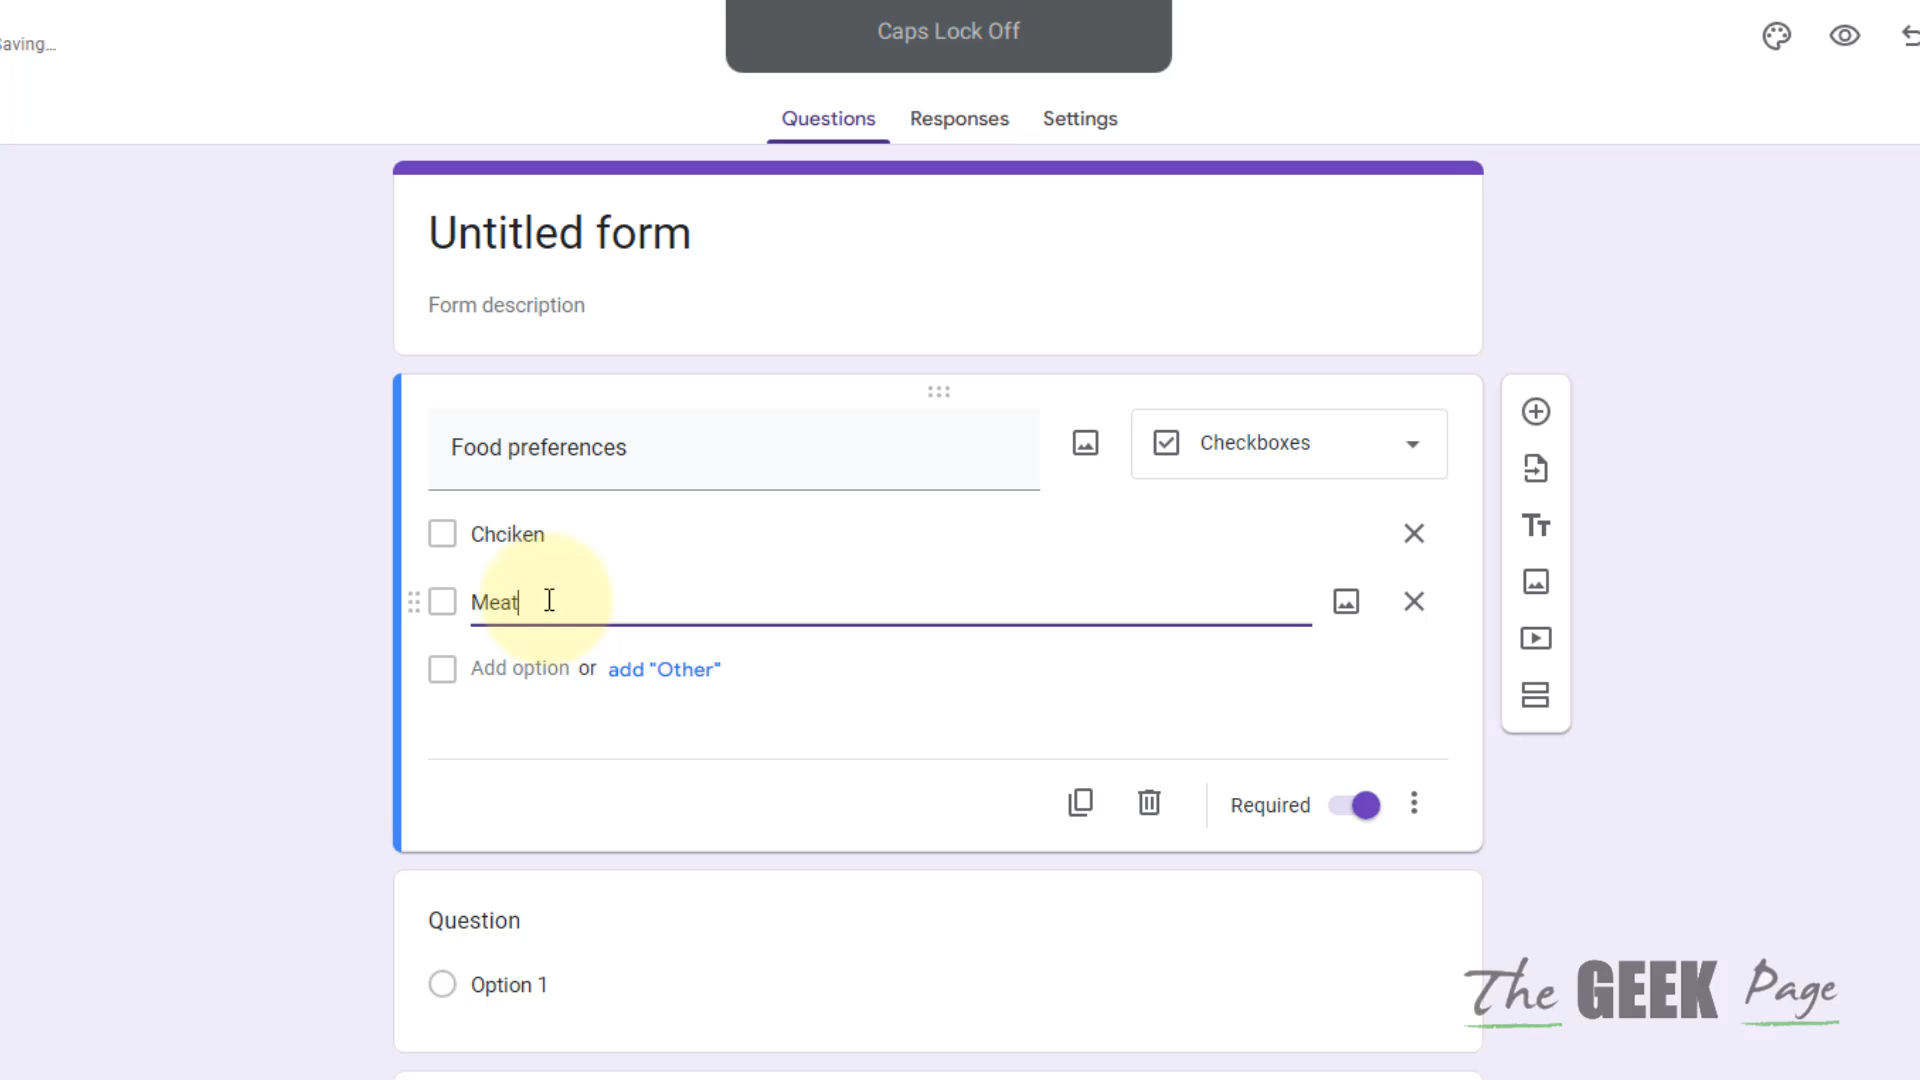 Caps Lock Off
Saving...
Questions Responses Settings
Untitled form
Form description
Food preferences
Checkboxes
Chciken
Meat
Add option or add "Other"
Required
Question
Option 1
The GEEK Page